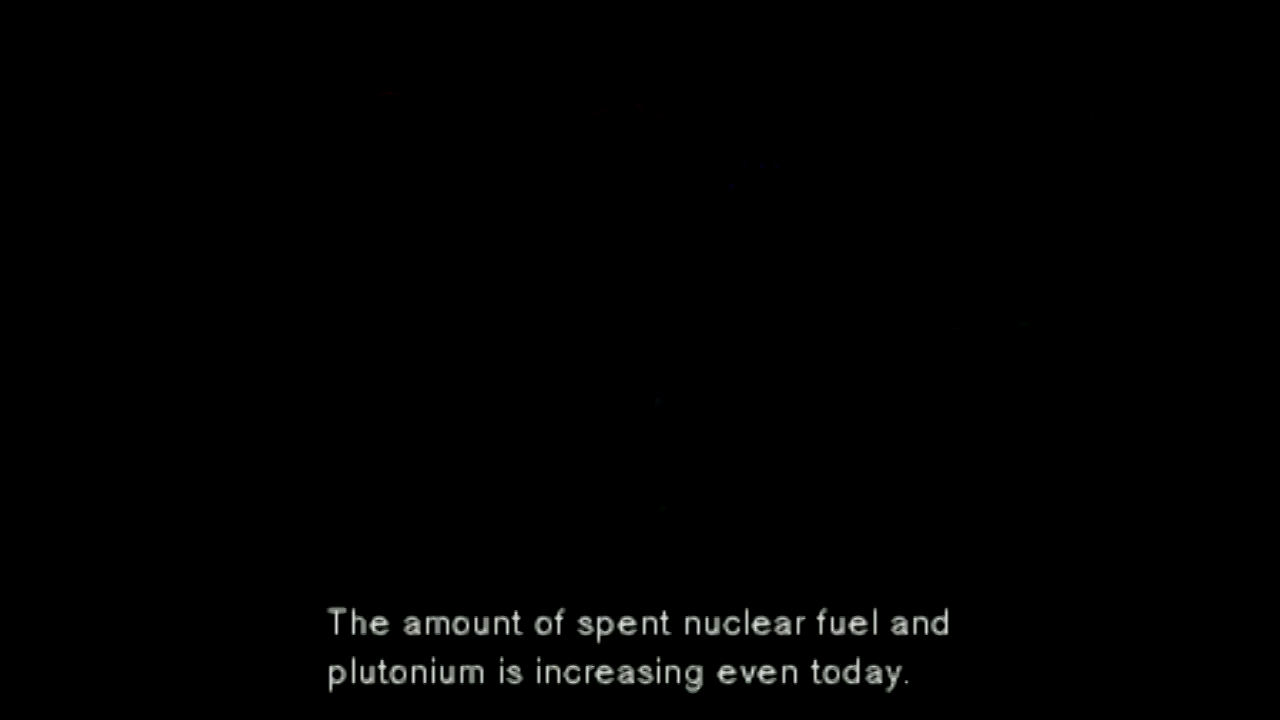 The amount of spent nuclear fuel and
plutonium is increasing even today.